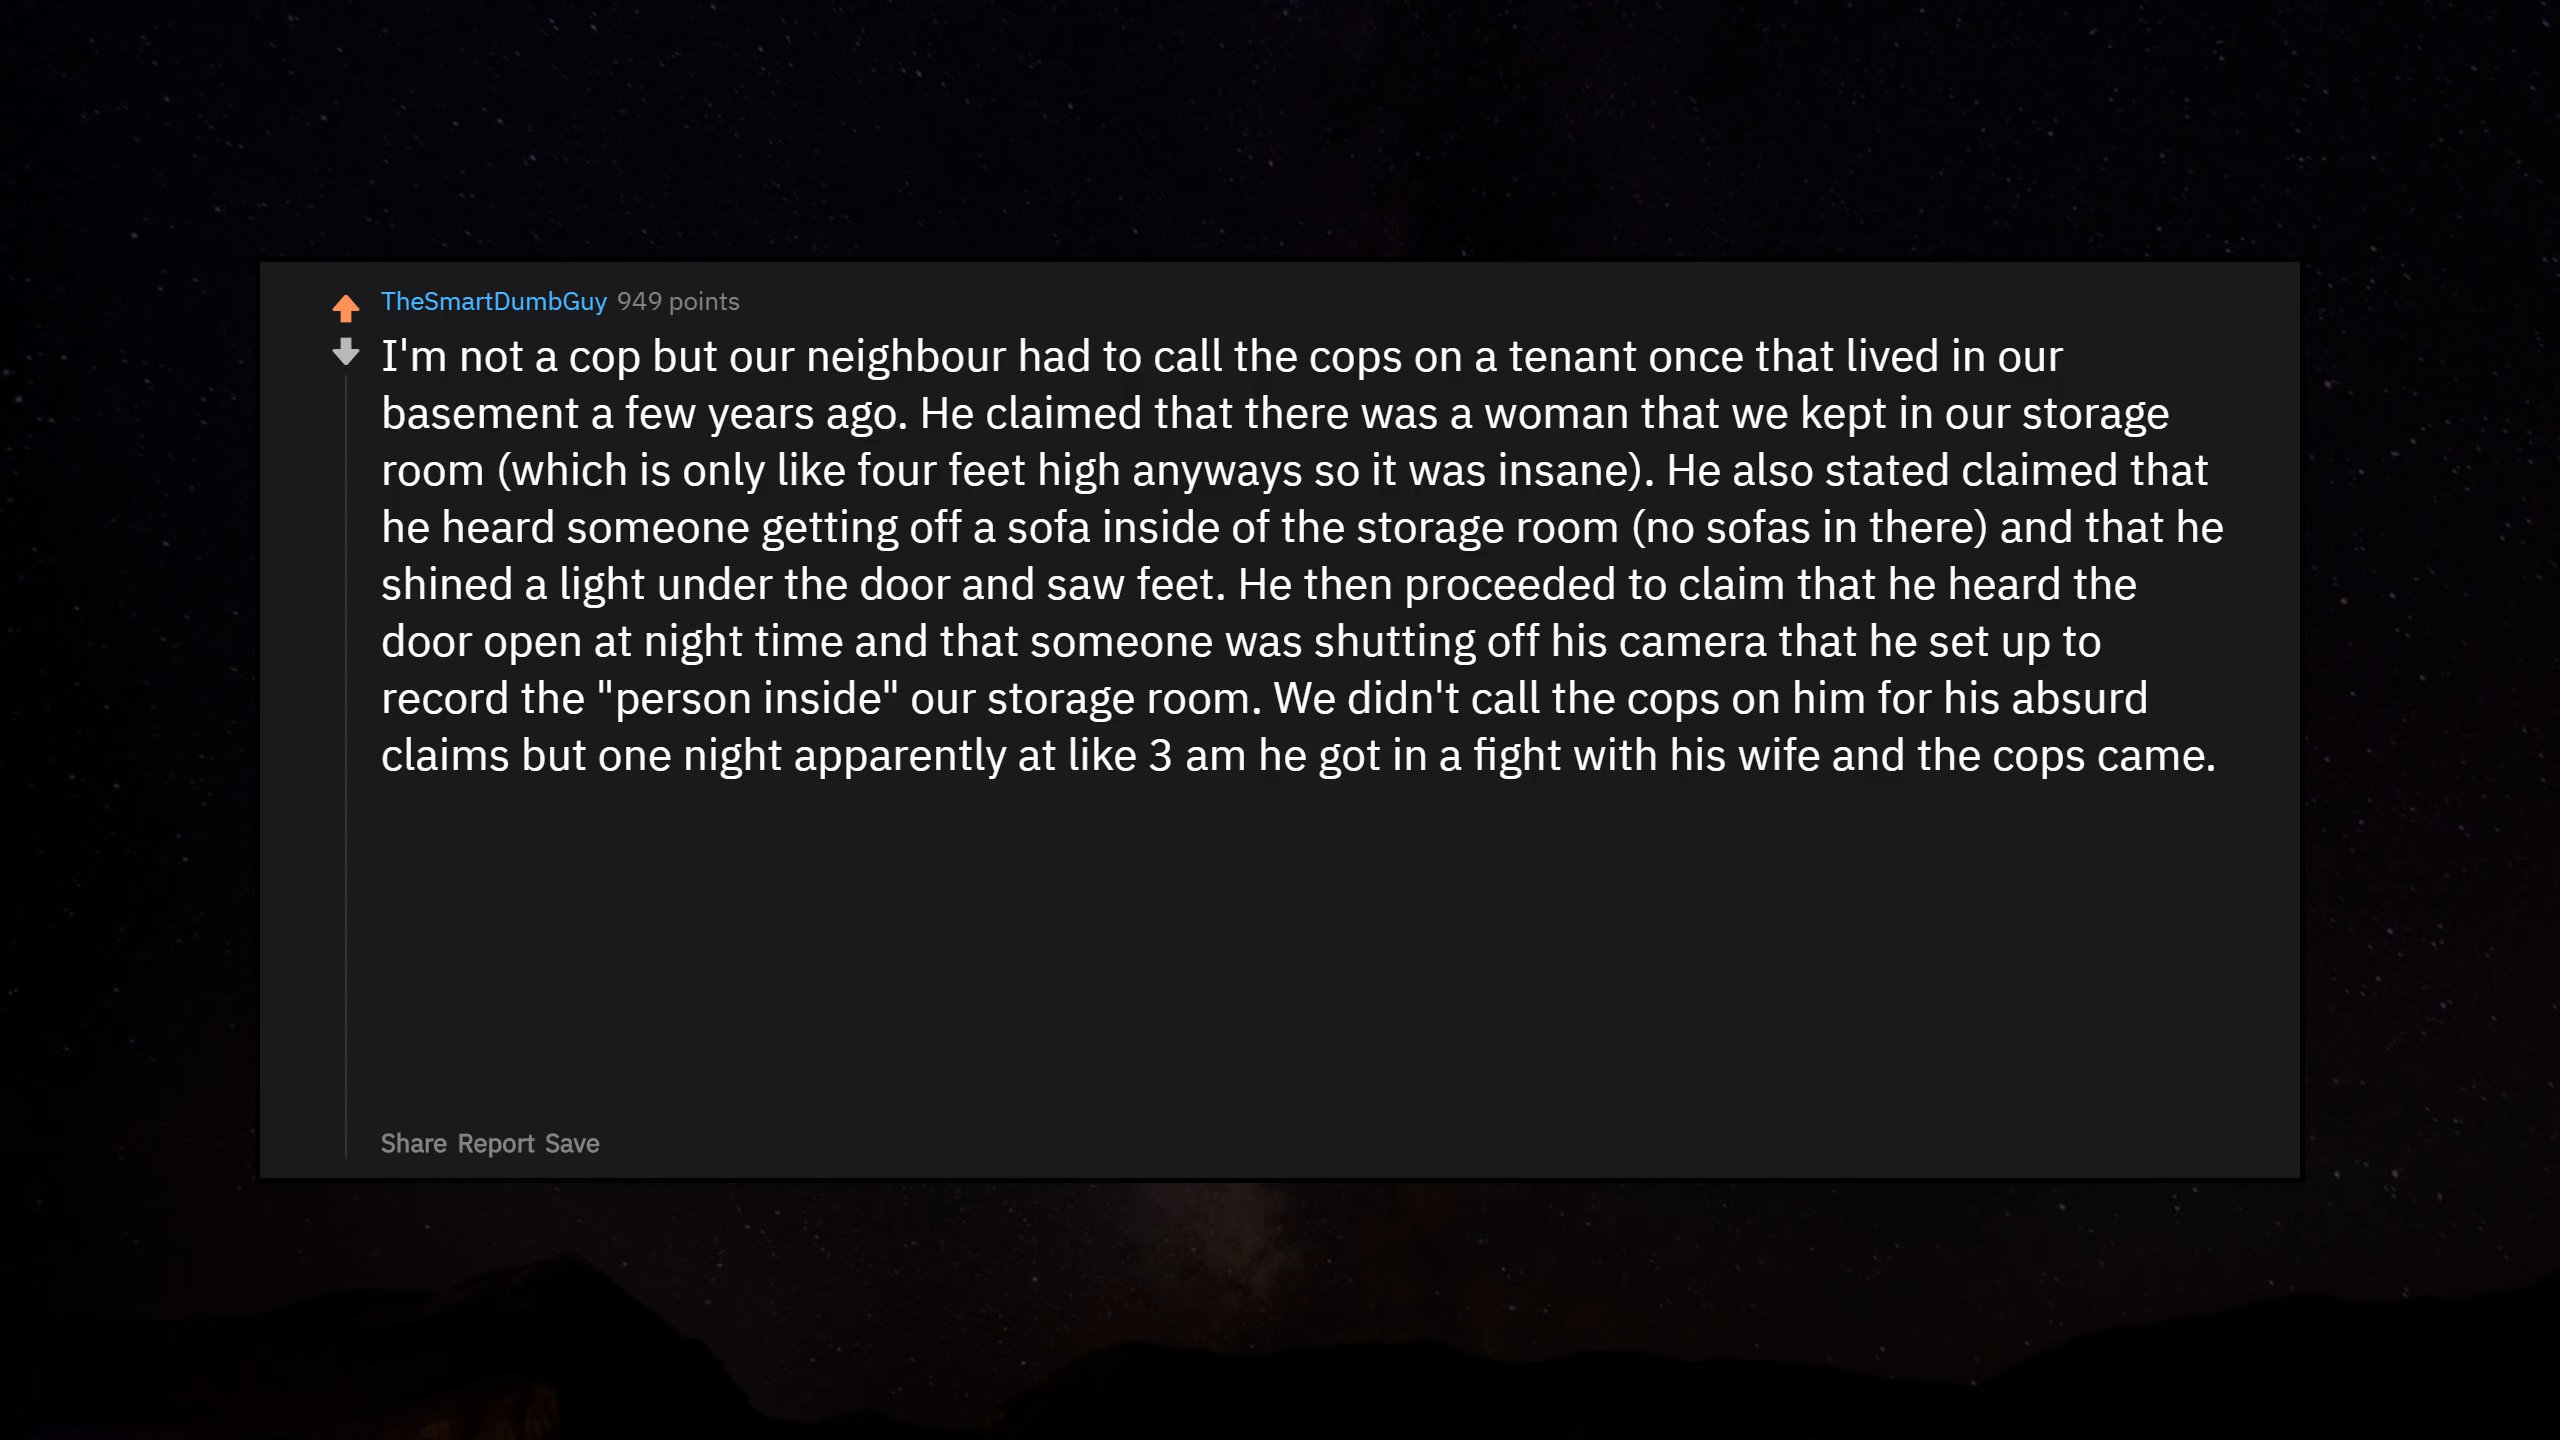 TheSmartDumbGuy 949 points
I'm not a cop but our neighbour had to call the cops on a tenant once that lived in our
basement a few years ago. He claimed that there was a woman that we kept in our storage
room (which is only like four feet high anyways so it was insane). He also stated claimed that
he heard someone getting off a sofa inside of the storage room (no sofas in there) and that he
shined a light under the door and saw feet. He then proceeded to claim that he heard the
door open at night time and that someone was shutting off his camera that he set up to
record the "person inside" our storage room. We didn't call the cops on him for his absurd
claims but one night apparently at like 3 am he got in a fight with his wife and the cops came.
Share Report Save